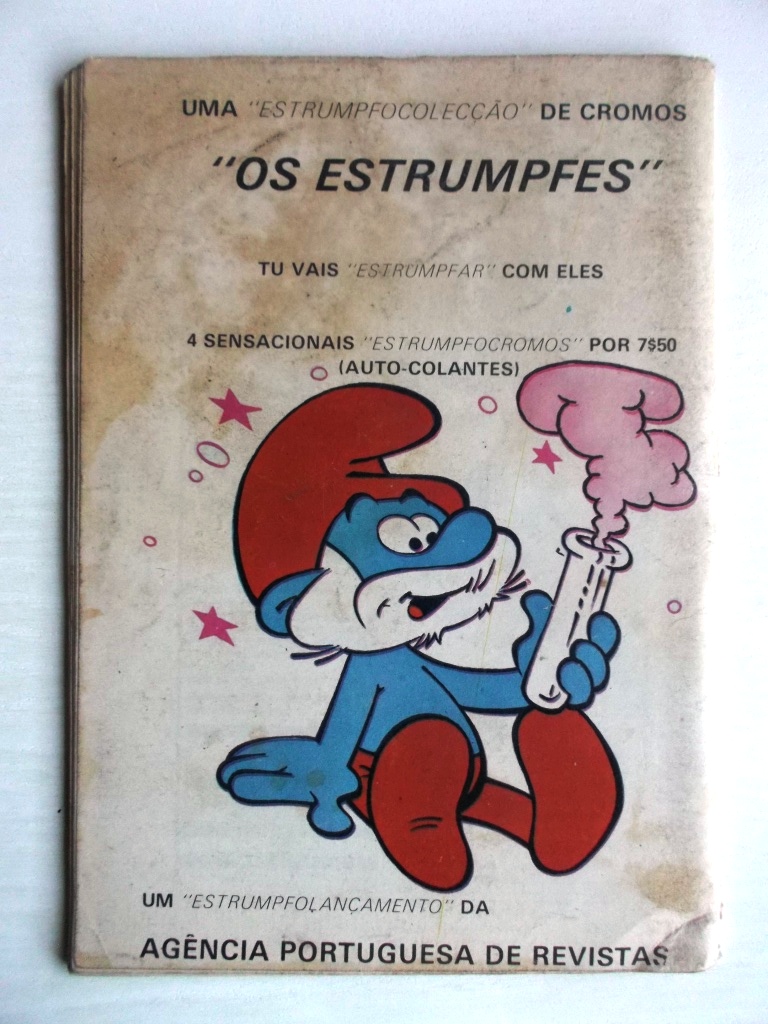 UMA "ESTRUMPFOCOLECÇÃO" DE CROMOS
"OS ESTRUMPFES"
TU VAIS "ESTRUMPFAR" COM ELES
4 SENSACIONAIS "ESTRUMPFOCROMOS" POR 7$50
(AUTO-COLANTES)
UM "ESTRUMPFOLANÇAMENTO" DA
AGÊNCIA PORTUGUESA DE REVISTAS